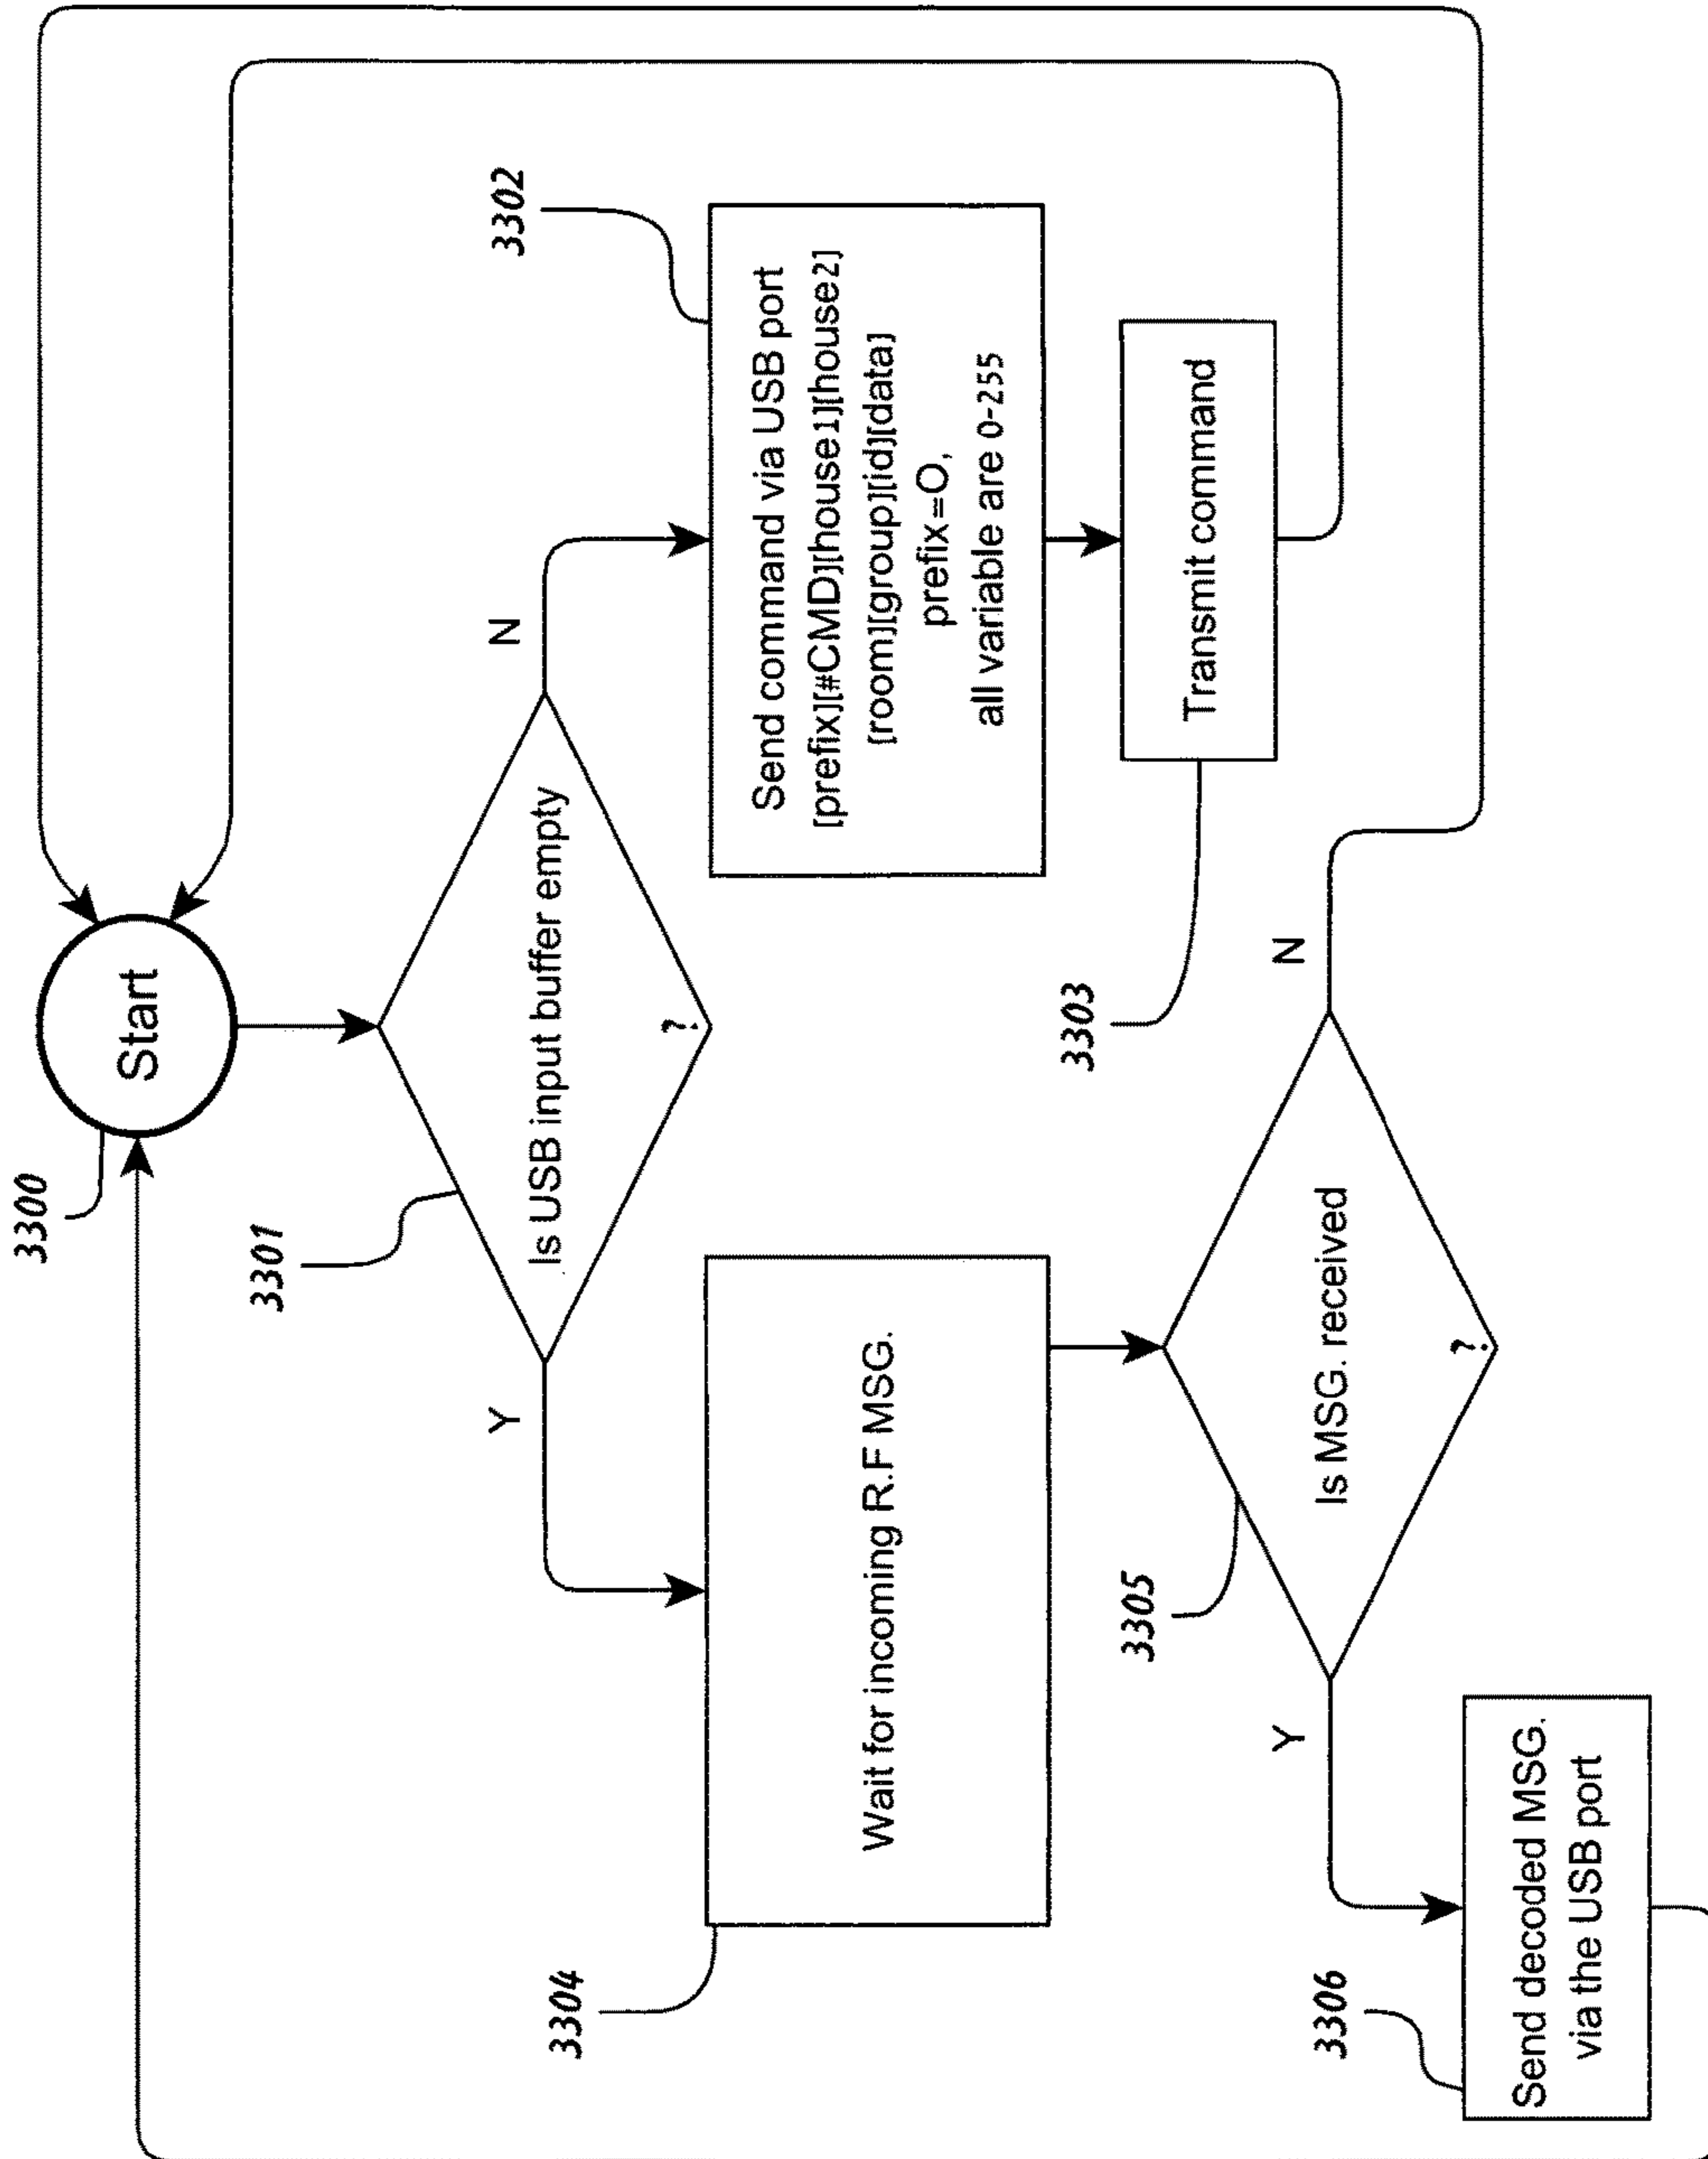 3300
Start
3301
Is USB input buffer empty
?
Y
N
3304
Wait for incoming R.F MSG.
3302
Send command via USB port
[prefix][#CMD][house1][house2]
[room][group][id][data]
prefix=O,
all variable are 0-255
3303
Transmit command
3305
Is MSG. received
?
Y
N
3306
Send decoded MSG.
via the USB port